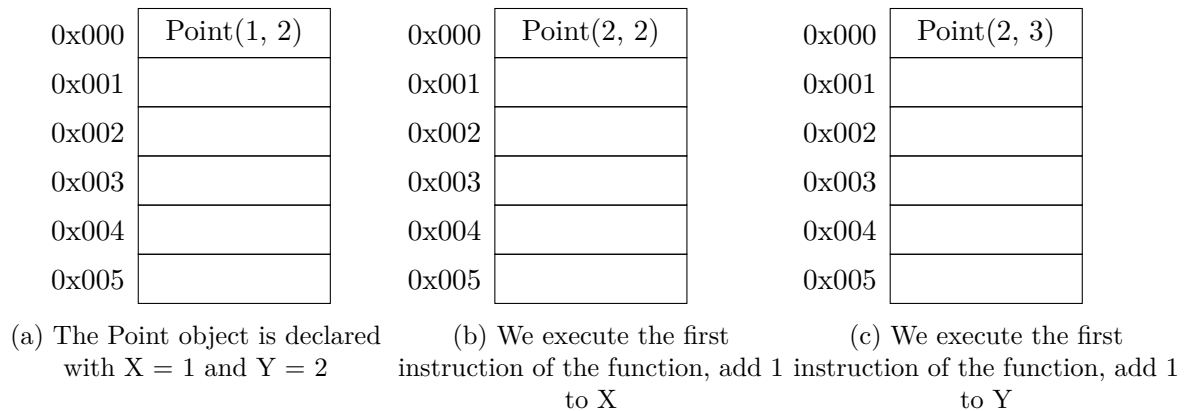 0x000 Point(1, 2)
0x001
0x002
0x003
0x004
0x005
(a) The Point object is declared
with X = 1 and Y = 2
0x000 Point(2, 2)
0x001
0x002
0x003
0x004
0x005
(b) We execute the first
instruction of the function, add 1
to X
0x000 Point(2, 3)
0x001
0x002
0x003
0x004
0x005
(c) We execute the first
instruction of the function, add 1
to Y